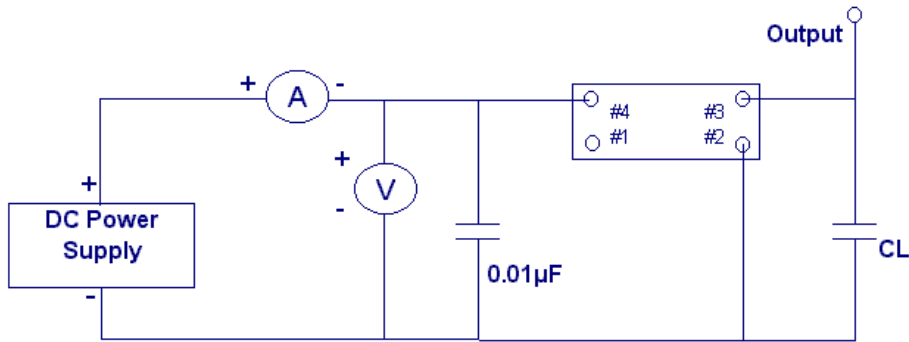 Output
+
A
-
#4
#3
#1
#2
+
V
-
+
DC Power
Supply
-
0.01µF
CL